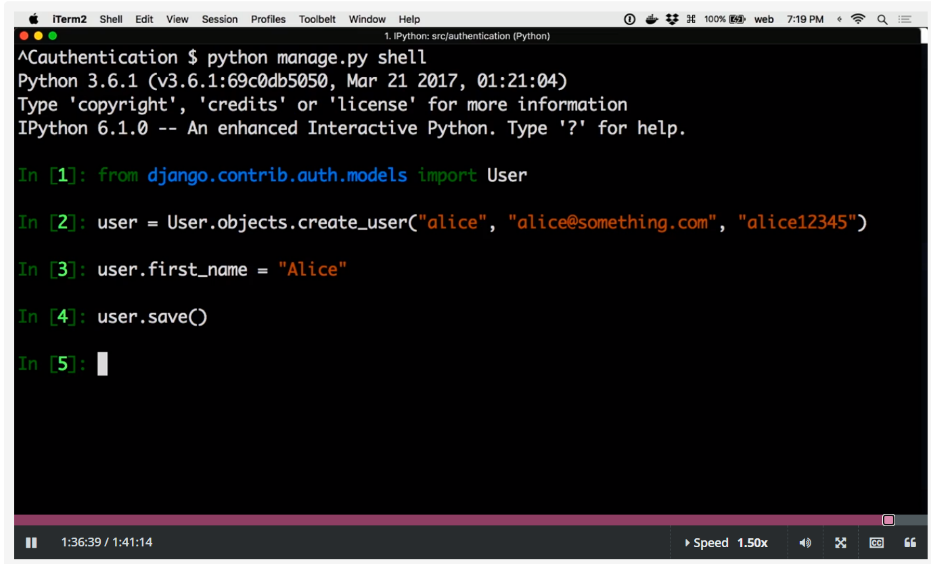 iTerm2 Shell Edit View Session Profiles Toolbelt Window Help 100% web 7:19 PM
1. IPython: src/authentication (Python)
^Cauthentication $ python manage.py shell
Python 3.6.1 (v3.6.1:69c0db5050, Mar 21 2017, 01:21:04)
Type 'copyright', 'credits' or 'license' for more information
IPython 6.1.0 -- An enhanced Interactive Python. Type '?' for help.
In [1]: from django.contrib.auth.models import User
In [2]: user = User.objects.create_user("alice", "alice@something.com", "alice12345")
In [3]: user.first_name = "Alice"
In [4]: user.save()
In [5]:
1:36:39 / 1:41:14 Speed 1.50x CC